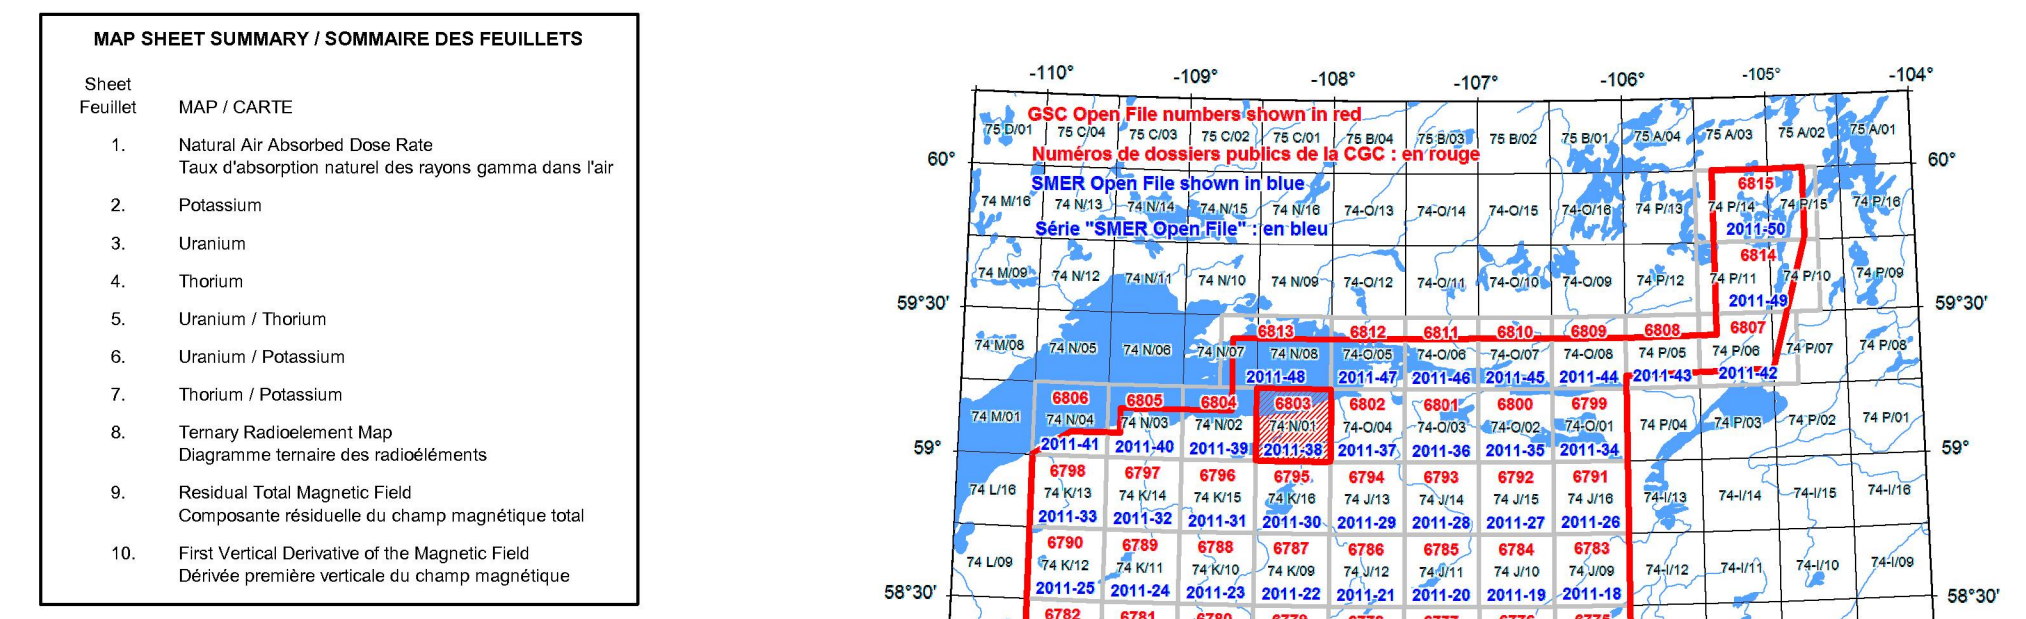 MAP SHEET SUMMARY / SOMMAIRE DES FEUILLETS
Sheet
Feuillet MAP / CARTE
1. Natural Air Absorbed Dose Rate
Taux d'absorption naturel des rayons gamma dans l'air
2. Potassium
3. Uranium
4. Thorium
5. Uranium / Thorium
6. Uranium / Potassium
7. Thorium / Potassium
8. Ternary Radioelement Map
Diagramme ternaire des radioéléments
9. Residual Total Magnetic Field
Composante résiduelle du champ magnétique total
10. First Vertical Derivative of the Magnetic Field
Dérivée première verticale du champ magnétique
-110° -109° -108° -107° -106° -105° -104°
GSC Open File numbers shown in red
75 D/01 75 C/04 75 C/03 75 C/02 75 C/01 75 B/04 75 B/03 75 B/02 75 B/01 75 A/04 75 A/03 75 A/02 75 A/01
Numéros de dossiers publics de la CGC : en rouge
60° 60°
SMER Open File shown in blue 6815
74 M/16 74 N/13 74 N/14 74 N/15 74 N/16 74-O/13 74-O/14 74-O/15 74-O/16 74 P/13 74 P/14 74 P/15 74 P/16
Série "SMER Open File" : en bleu 2011-50
6814
74 M/09 74 N/12 74 N/11 74 N/10 74 N/09 74-O/12 74-O/11 74-O/10 74-O/09 74 P/12 74 P/11 74 P/10 74 P/09
59°30' 2011-49 59°30'
6813 6812 6811 6810 6809 6808 6807
74 M/08 74 N/05 74 N/06 74 N/07 74 N/08 74-O/05 74-O/06 74-O/07 74-O/08 74 P/05 74 P/06 74 P/07 74 P/08
2011-48 2011-47 2011-46 2011-45 2011-44 2011-43 2011-42
6806 6805 6804 6803 6802 6801 6800 6799
74 M/01 74 N/04 74 N/03 74 N/02 74 N/01 74-O/04 74-O/03 74-O/02 74-O/01 74 P/04 74 P/03 74 P/02 74 P/01
59° 2011-41 2011-40 2011-39 2011-38 2011-37 2011-36 2011-35 2011-34 59°
6798 6797 6796 6795 6794 6793 6792 6791
74 L/16 74 K/13 74 K/14 74 K/15 74 K/16 74 J/13 74 J/14 74 J/15 74 J/16 74-I/13 74-I/14 74-I/15 74-I/16
2011-33 2011-32 2011-31 2011-30 2011-29 2011-28 2011-27 2011-26
6790 6789 6788 6787 6786 6785 6784 6783
74 L/09 74 K/12 74 K/11 74 K/10 74 K/09 74 J/12 74 J/11 74 J/10 74 J/09 74-I/12 74-I/11 74-I/10 74-I/09
58°30' 2011-25 2011-24 2011-23 2011-22 2011-21 2011-20 2011-19 2011-18 58°30'
6782 6781 6780